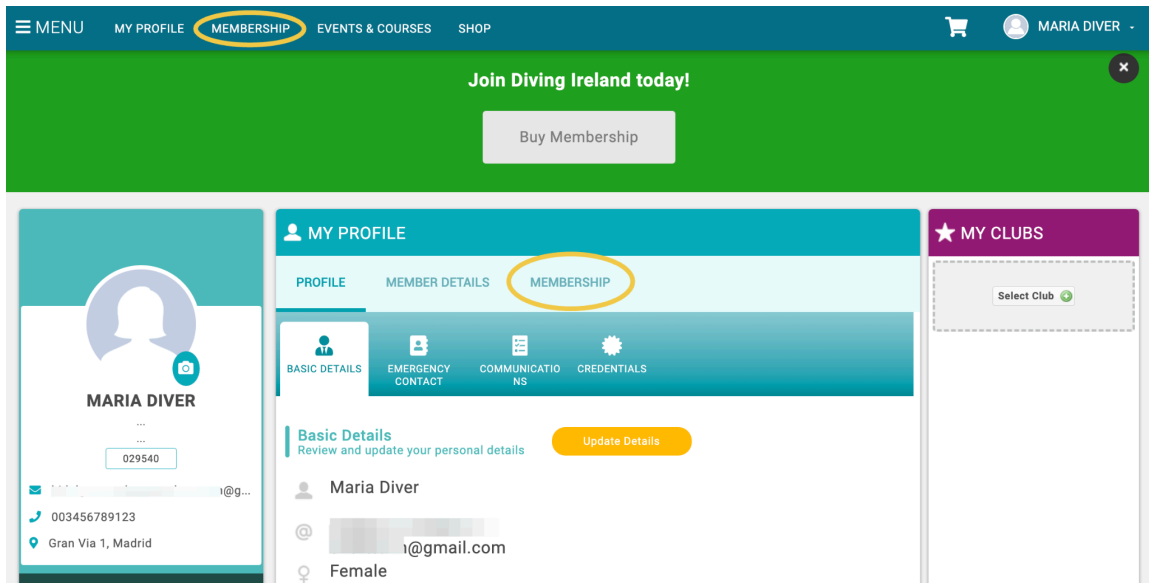 MENU MY PROFILE MEMBERSHIP EVENTS & COURSES SHOP MARIA DIVER
Join Diving Ireland today!
Buy Membership
MARIA DIVER
...
...
029540
@g...
003456789123
Gran Via 1, Madrid
MY PROFILE
PROFILE MEMBER DETAILS MEMBERSHIP
BASIC DETAILS
EMERGENCY
CONTACT
COMMUNICATIO
NS
CREDENTIALS
Basic Details
Review and update your personal details
Update Details
Maria Diver
@gmail.com
Female
MY CLUBS
Select Club